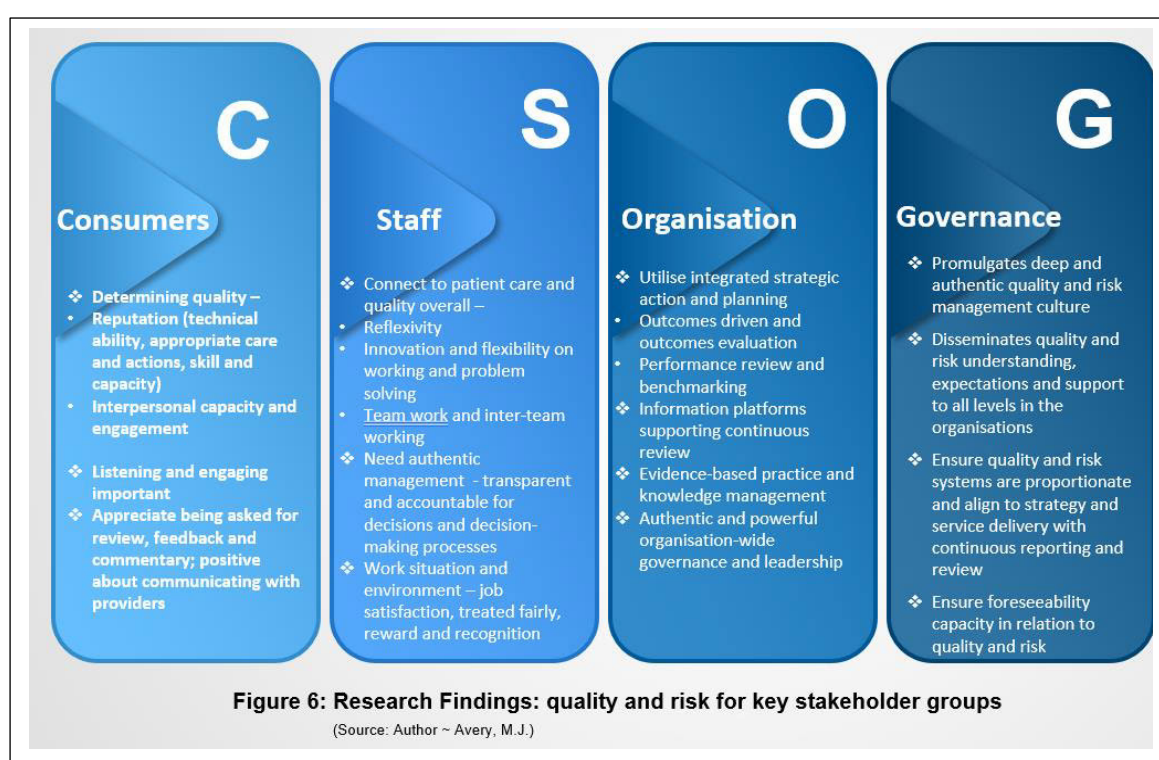 C
Consumers
❖ Determining quality –
• Reputation (technical
ability, appropriate care
and actions, skill and
capacity)
• Interpersonal capacity and
engagement
❖ Listening and engaging
important
❖ Appreciate being asked for
review, feedback and
commentary; positive
about communicating with
providers
S
Staff
❖ Connect to patient care and
quality overall –
• Reflexivity
• Innovation and flexibility on
working and problem
solving
• Team work and inter-team
working
❖ Need authentic
management - transparent
and accountable for
decisions and decision-
making processes
❖ Work situation and
environment – job
satisfaction, treated fairly,
reward and recognition
O
Organisation
❖ Utilise integrated strategic
action and planning
• Outcomes driven and
outcomes evaluation
• Performance review and
benchmarking
❖ Information platforms
supporting continuous
review
❖ Evidence-based practice and
knowledge management
❖ Authentic and powerful
organisation-wide
governance and leadership
G
Governance
❖ Promulgates deep and
authentic quality and risk
management culture
❖ Disseminates quality and
risk understanding,
expectations and support
to all levels in the
organisations
❖ Ensure quality and risk
systems are proportionate
and align to strategy and
service delivery with
continuous reporting and
review
❖ Ensure foreseeability
capacity in relation to
quality and risk
Figure 6: Research Findings: quality and risk for key stakeholder groups
(Source: Author ~ Avery, M.J.)